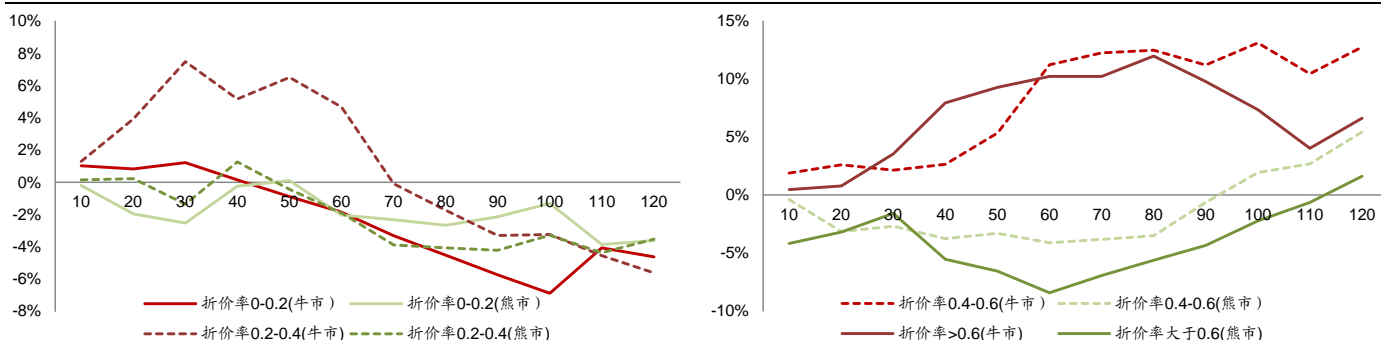 10%
8%
6%
4%
2%
0%
-2%
-4%
-6%
-8%
10 20 30 40 50 60 70 80 90 100 110 120
折价率0-0.2(牛市） 折价率0-0.2(熊市）
折价率0.2-0.4(牛市) 折价率0.2-0.4(熊市)
15%
10%
5%
0%
-5%
-10%
10 20 30 40 50 60 70 80 90 100 110 120
折价率0.4-0.6(牛市） 折价率0.4-0.6(熊市）
折价率>0.6(牛市) 折价率大于0.6(熊市)